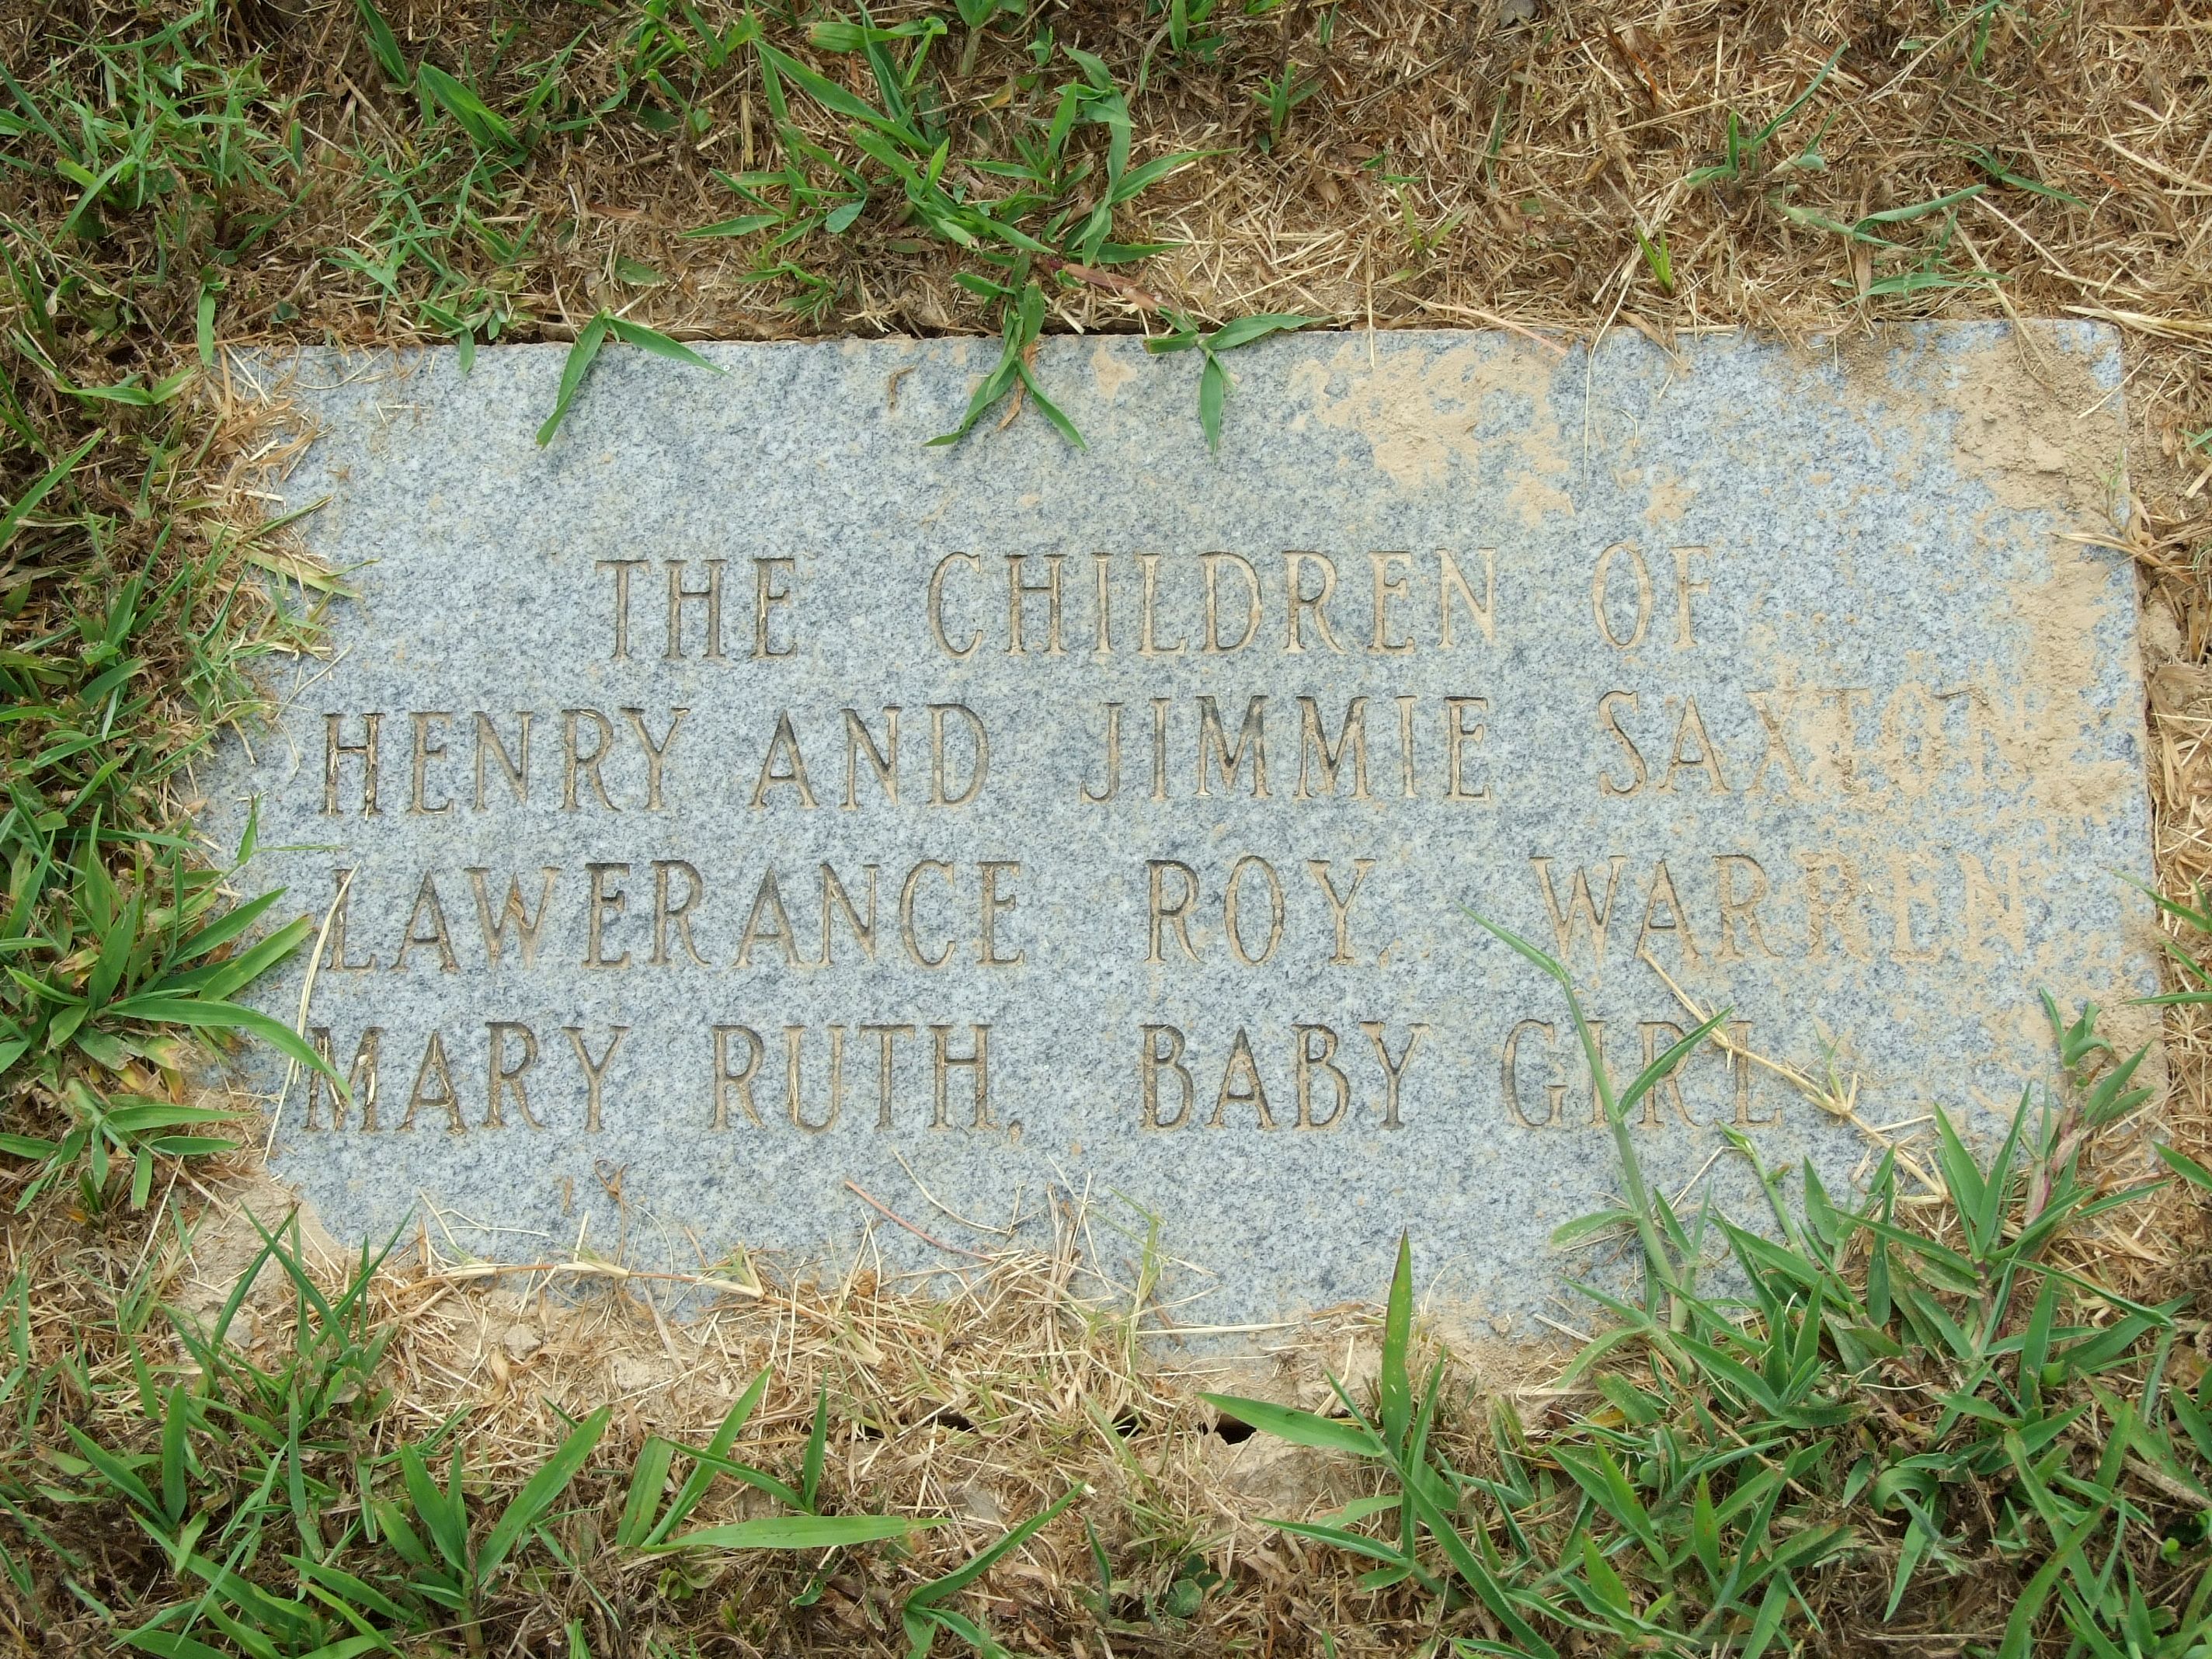 THE CHILDREN OF
HENRY AND JIMMIE SAXTON
LAWERANCE ROY, WARREN,
MARY RUTH, BABY GIRL